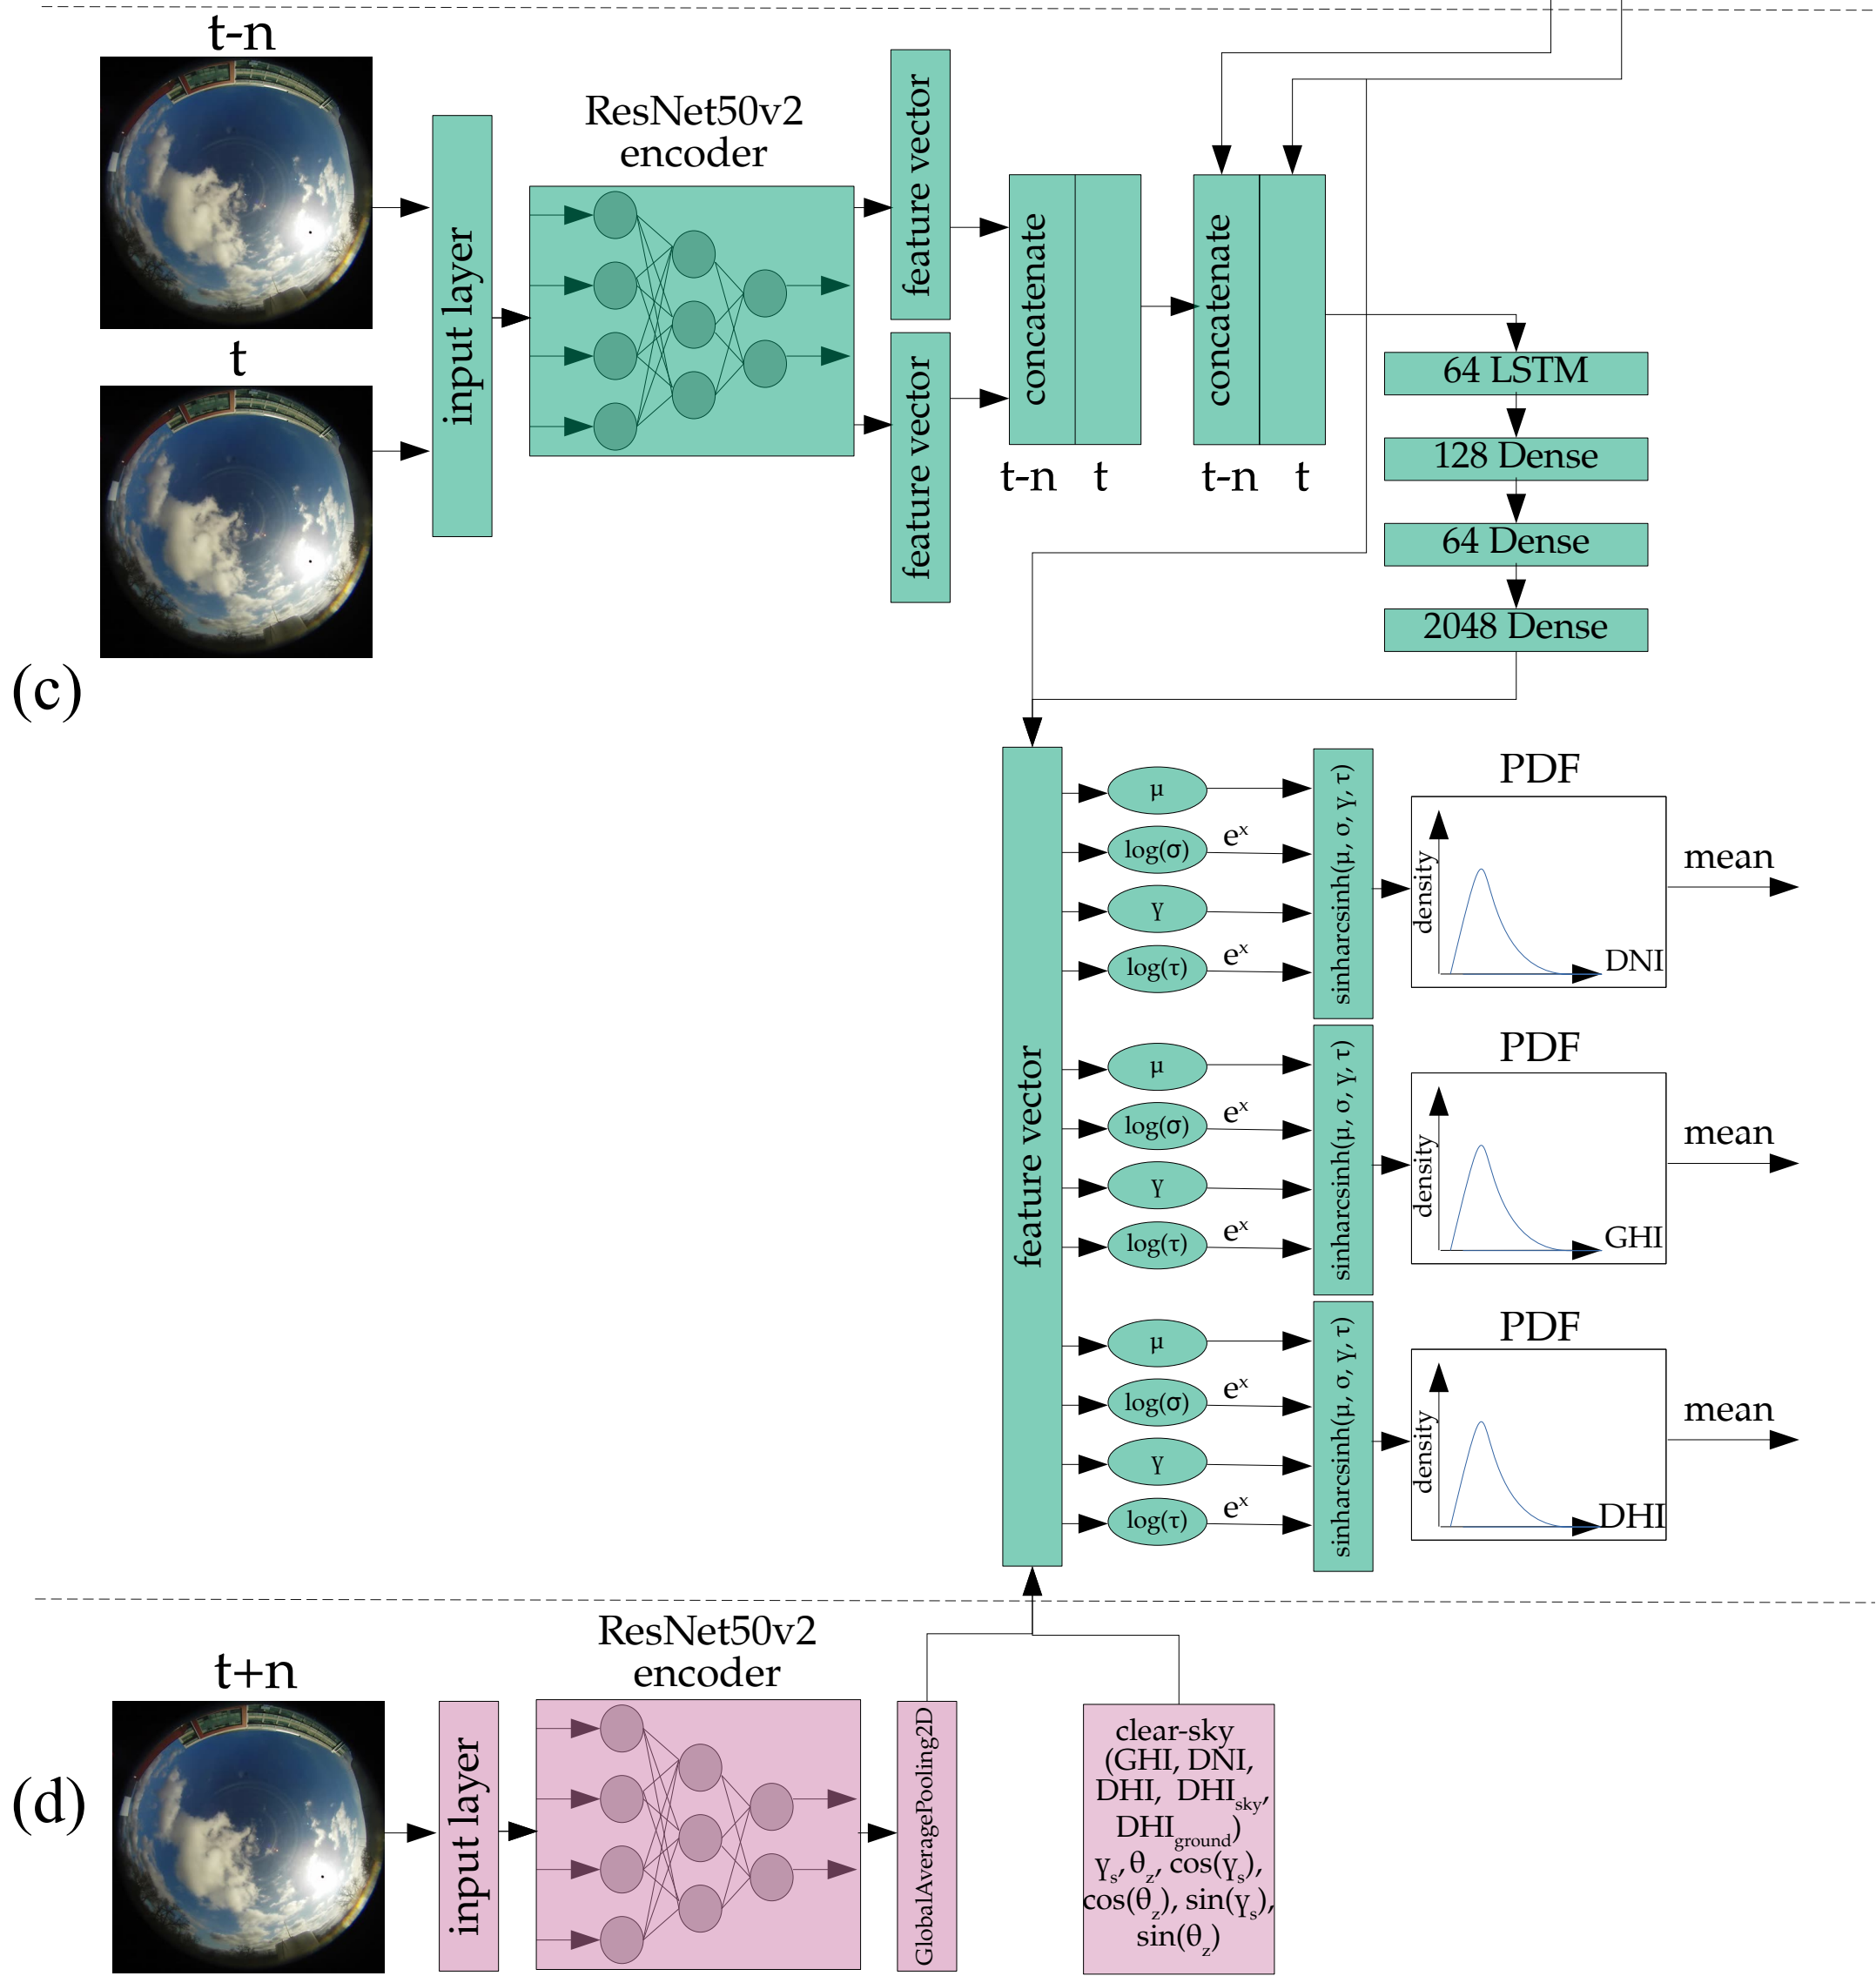 t-n
t
(c)
input layer
ResNet50v2
encoder
feature vector
feature vector
concatenate
t-n t
concatenate
t-n t
64 LSTM
128 Dense
64 Dense
2048 Dense
feature vector
μ
log(σ)
e^x
γ
log(τ)
e^x
sinharcsinh(μ, σ, γ, τ)
PDF
density
DNI
mean
μ
log(σ)
e^x
γ
log(τ)
e^x
sinharcsinh(μ, σ, γ, τ)
PDF
density
GHI
mean
μ
log(σ)
e^x
γ
log(τ)
e^x
sinharcsinh(μ, σ, γ, τ)
PDF
density
DHI
mean
(d)
t+n
input layer
ResNet50v2
encoder
GlobalAveragePooling2D
clear-sky
(GHI, DNI,
DHI, DHI_sky,
DHI_ground)
γ_s, θ_z, cos(γ_s),
cos(θ_z), sin(γ_s),
sin(θ_z)